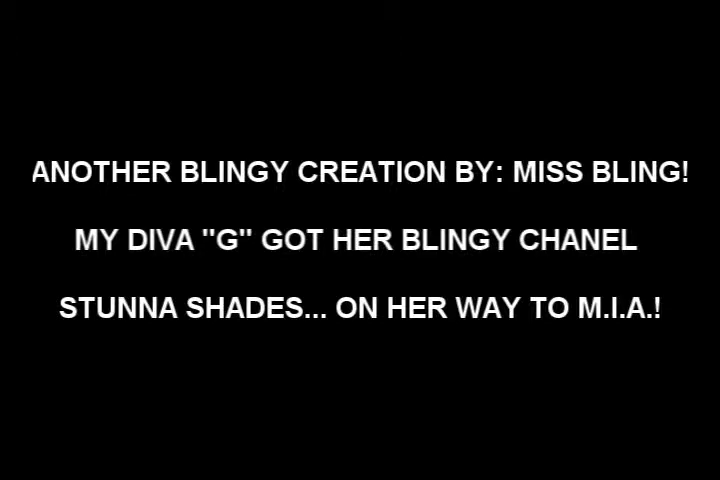 ANOTHER BLINGY CREATION BY: MISS BLING!
MY DIVA "G" GOT HER BLINGY CHANEL
STUNNA SHADES... ON HER WAY TO M.I.A.!